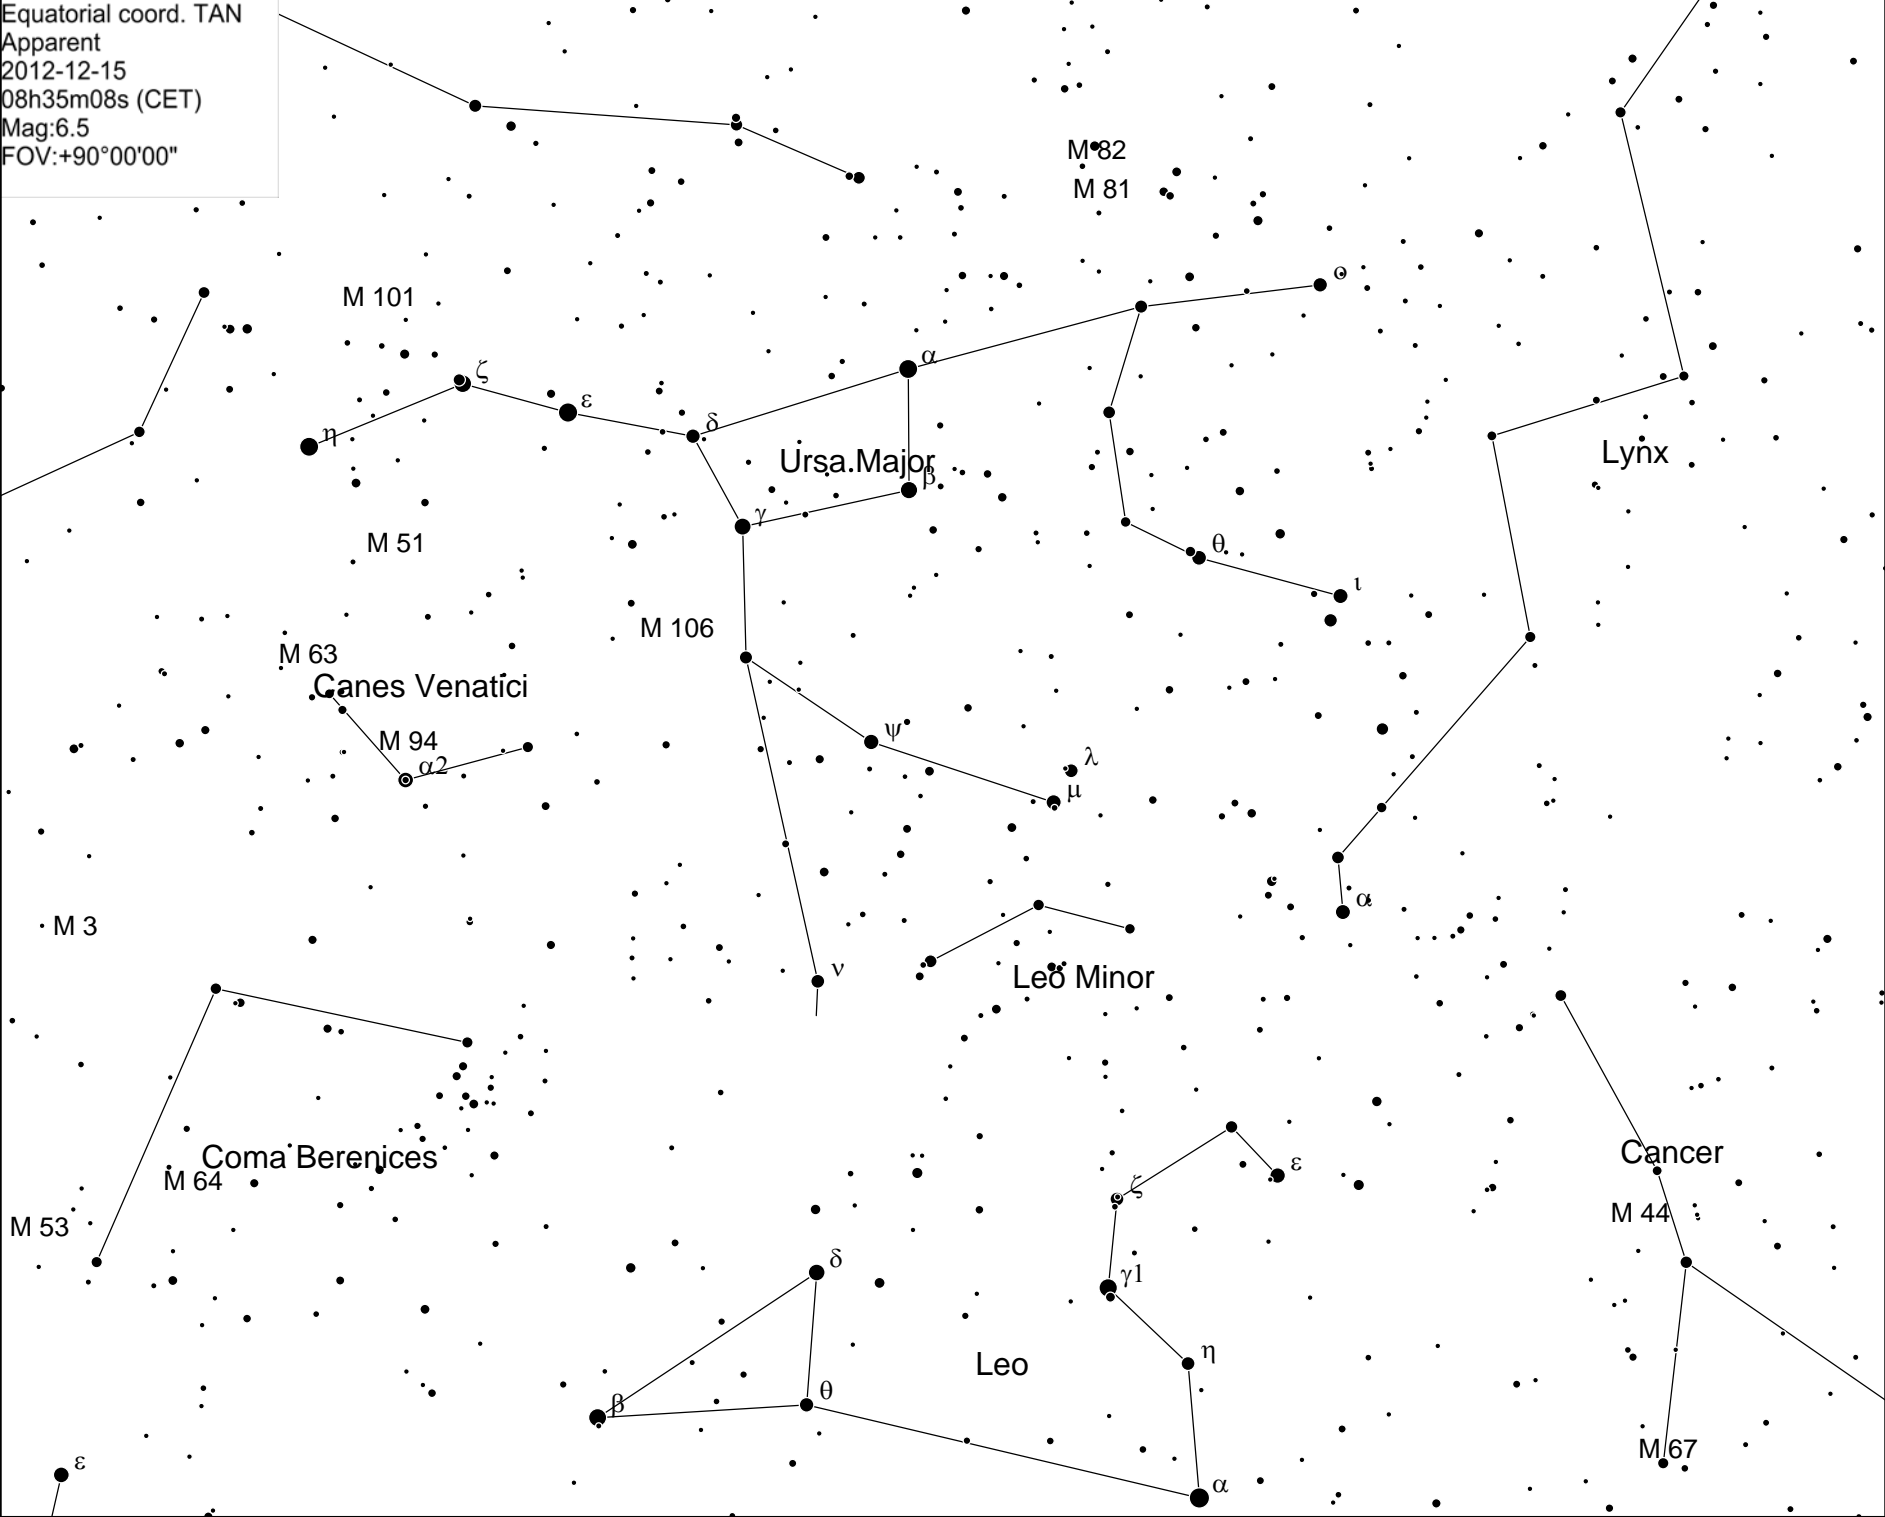 Equatorial coord. TAN
Apparent
2012-12-15
08h35m08s (CET)
Mag:6.5
FOV:+90°00'00"
M 82
M 81
ο
M 101
α
ζ
ε
δ
η
Ursa Major
β
Lynx
γ
M 51
θ
ι
M 106
M 63
Canes Venatici
ψ
M 94
α2
λ
μ
α
M 3
ν
Leo Minor
Coma Berenices
M 64
Cancer
ε
ζ
M 44
M 53
δ
γ1
η
Leo
θ
β
M 67
ε
α